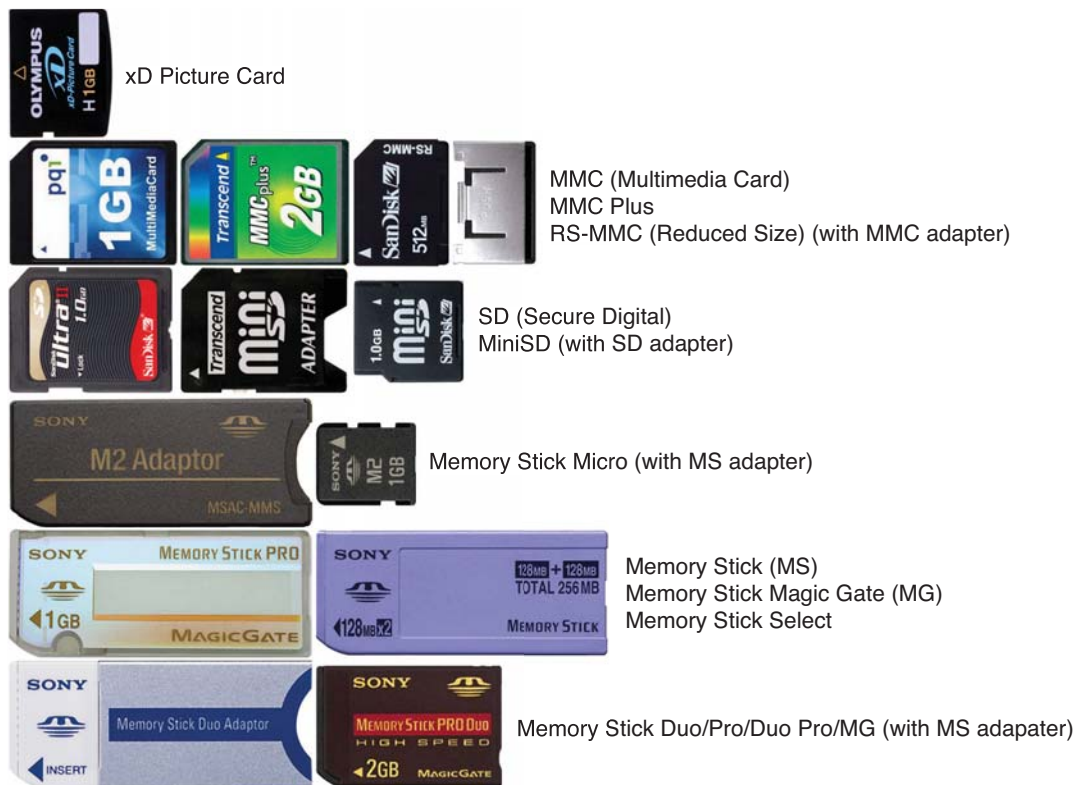 OLYMPUS
xD
xD-Picture Card
H 1GB
xD Picture Card
pqi
1GB
MultiMediaCard
Transcend
MMCplus™
2GB
RS-MMC
SanDisk
512MB
MMC (Multimedia Card)
MMC Plus
RS-MMC (Reduced Size) (with MMC adapter)
SD
SanDisk
ultra II
1.0GB
Lock
SanDisk
Transcend
mini
SD
ADAPTER
1.0GB
mini
SD
SanDisk
SD (Secure Digital)
MiniSD (with SD adapter)
SONY
M2 Adaptor
MSAC-MMS
SONY
M2
1GB
Memory Stick Micro (with MS adapter)
SONY
MEMORY STICK PRO
1GB
MAGICGATE
SONY
128MB + 128MB
TOTAL 256MB
128MB x2
MEMORY STICK
Memory Stick (MS)
Memory Stick Magic Gate (MG)
Memory Stick Select
SONY
Memory Stick Duo Adaptor
INSERT
SONY
MEMORY STICK PRO DUO
HIGH SPEED
2GB
MAGICGATE
Memory Stick Duo/Pro/Duo Pro/MG (with MS adapater)